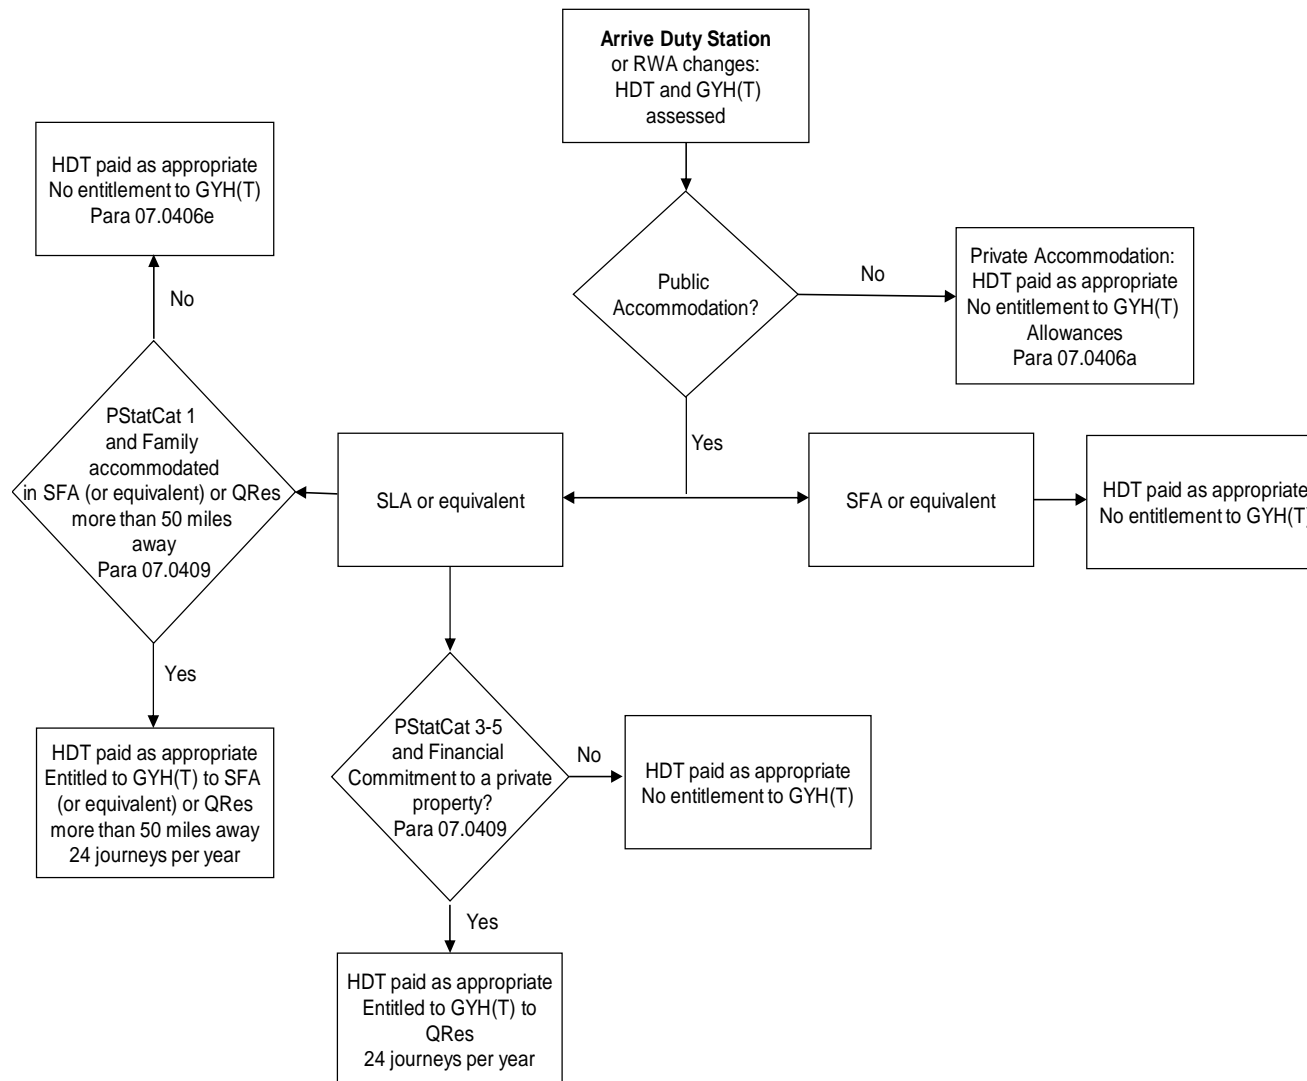 Arrive Duty Station
or RWA changes:
HDT and GYH(T)
assessed
HDT paid as appropriate
No entitlement to GYH(T)
Para 07.0406e
No
Public
Accommodation?
No
Private Accommodation:
HDT paid as appropriate
No entitlement to GYH(T)
Allowances
Para 07.0406a
PStatCat 1
and Family
accommodated
in SFA (or equivalent) or QRes
more than 50 miles
away
Para 07.0409
Yes
SLA or equivalent
SFA or equivalent
HDT paid as appropriate
No entitlement to GYH(T)
Yes
HDT paid as appropriate
Entitled to GYH(T) to SFA
(or equivalent) or QRes
more than 50 miles away
24 journeys per year
PStatCat 3-5
and Financial
Commitment to a private
property?
Para 07.0409
No
HDT paid as appropriate
No entitlement to GYH(T)
Yes
HDT paid as appropriate
Entitled to GYH(T) to
QRes
24 journeys per year